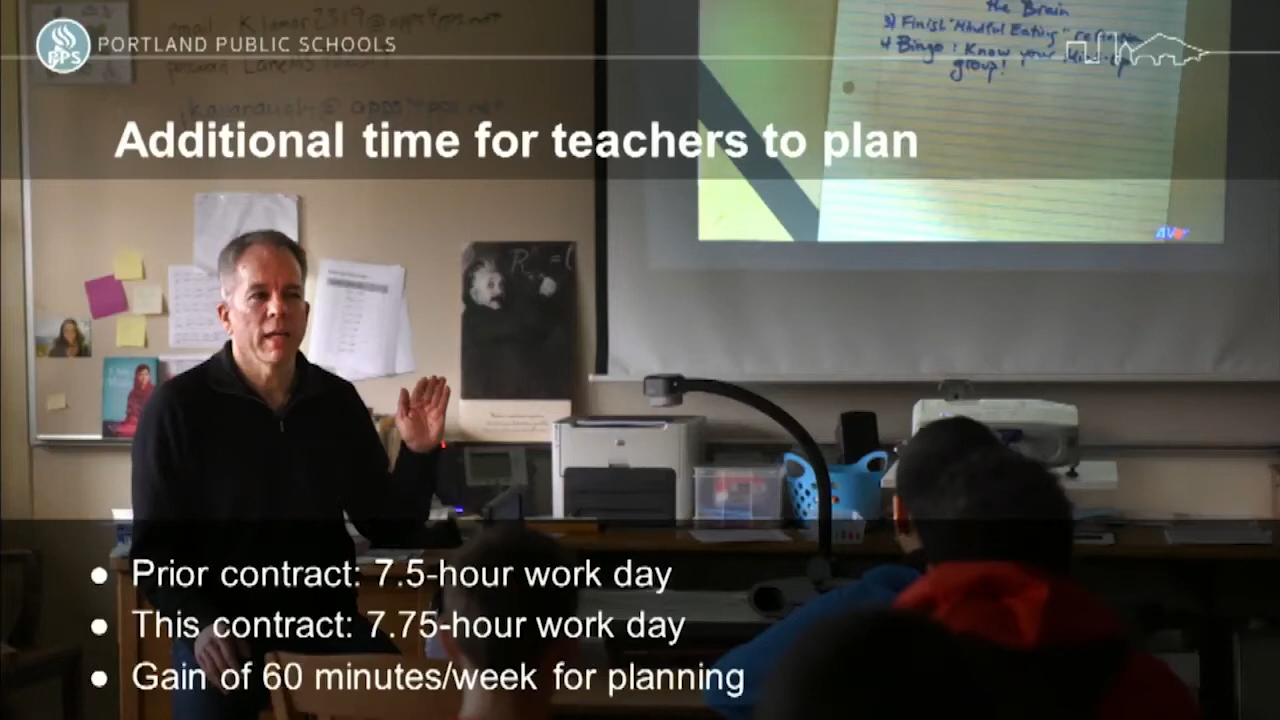 PORTLAND PUBLIC SCHOOLS
PPS
the Brain
3) Finish "Mindful Eating"
4) Bingo: Know your
group!
Additional time for teachers to plan
AVer
● Prior contract: 7.5-hour work day
● This contract: 7.75-hour work day
● Gain of 60 minutes/week for planning